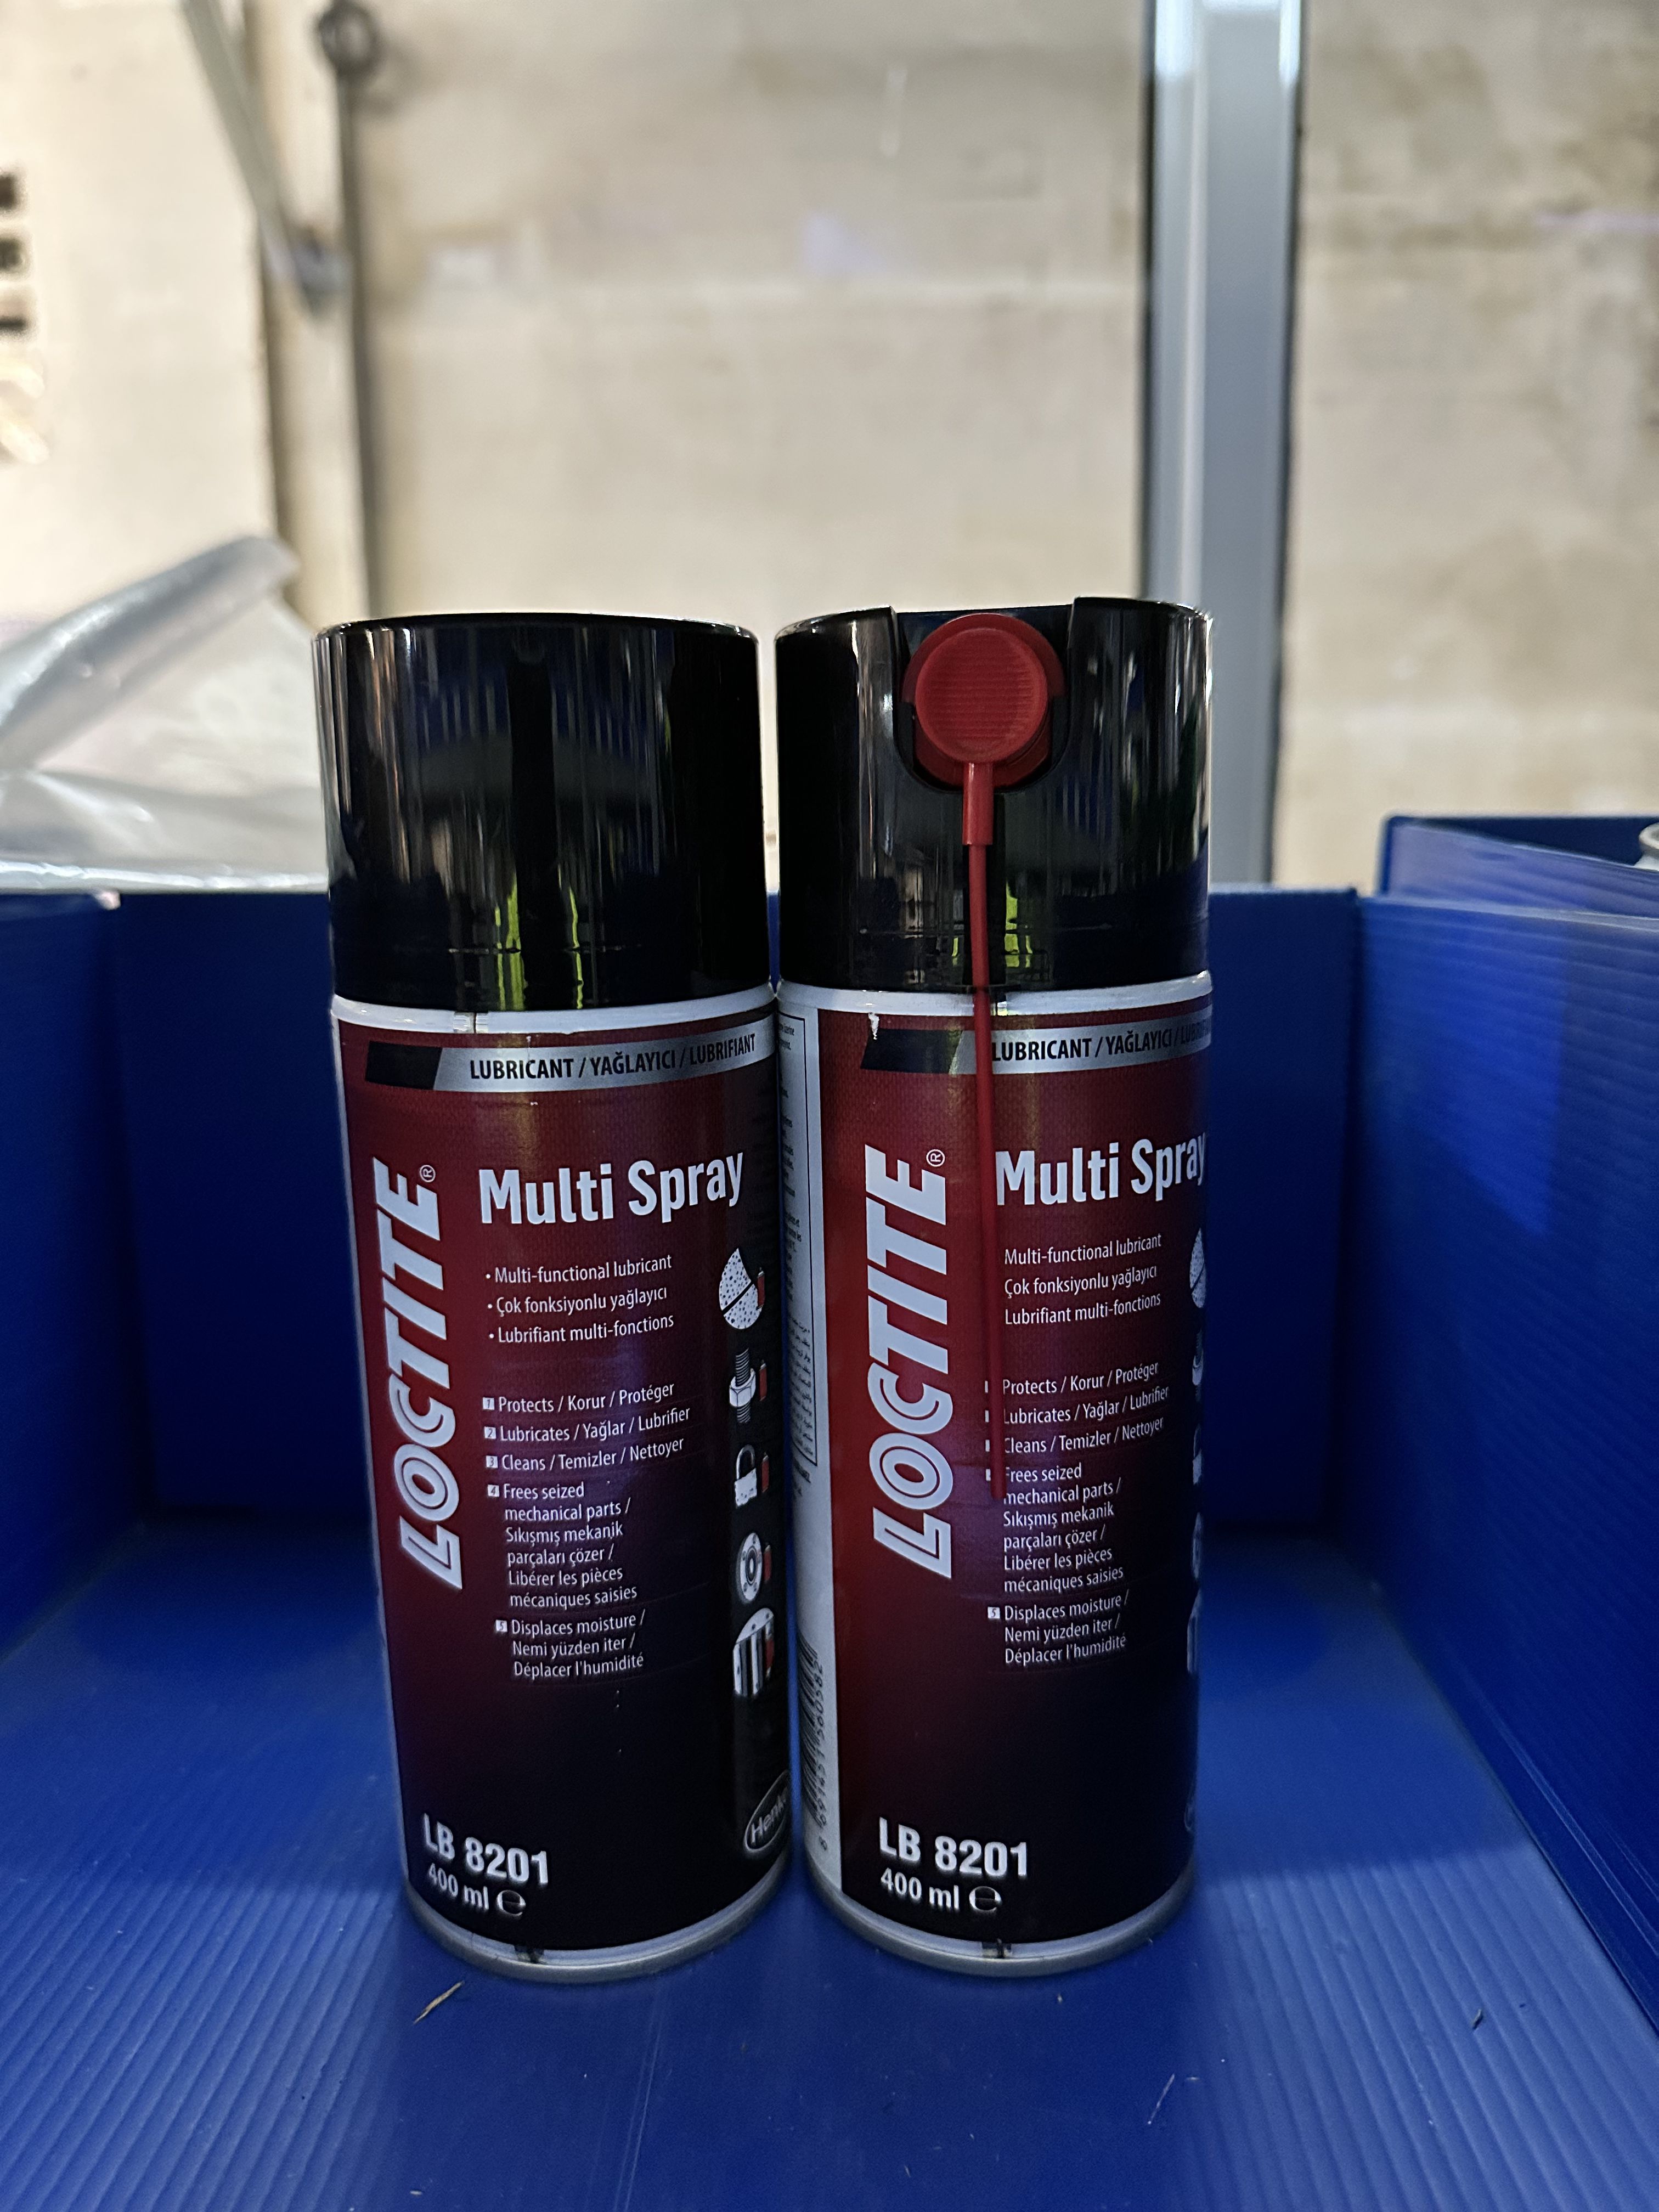 LUBRICANT / YAĞLAYICI / LUBRIFIANT
LOCTITE®
Multi Spray
• Multi-functional lubricant
• Çok fonksiyonlu yağlayıcı
• Lubrifiant multi-fonctions
1 Protects / Korur / Protéger
2 Lubricates / Yağlar / Lubrifier
3 Cleans / Temizler / Nettoyer
4 Frees seized
mechanical parts /
Sıkışmış mekanik
parçaları çözer /
Libérer les pièces
mécaniques saisies
5 Displaces moisture /
Nemi yüzden iter /
Déplacer l'humidité
Henkel
LB 8201
400 ml ℮
LUBRICANT / YAĞLAYICI /
LOCTITE®
Multi Spray
Multi-functional lubricant
Çok fonksiyonlu yağlayıcı
Lubrifiant multi-fonctions
Protects / Korur / Protéger
Lubricates / Yağlar / Lubrifier
Cleans / Temizler / Nettoyer
Frees seized
mechanical parts /
Sıkışmış mekanik
parçaları çözer /
Libérer les pièces
mécaniques saisies
5 Displaces moisture /
Nemi yüzden iter /
Déplacer l'humidité
LB 8201
400 ml ℮